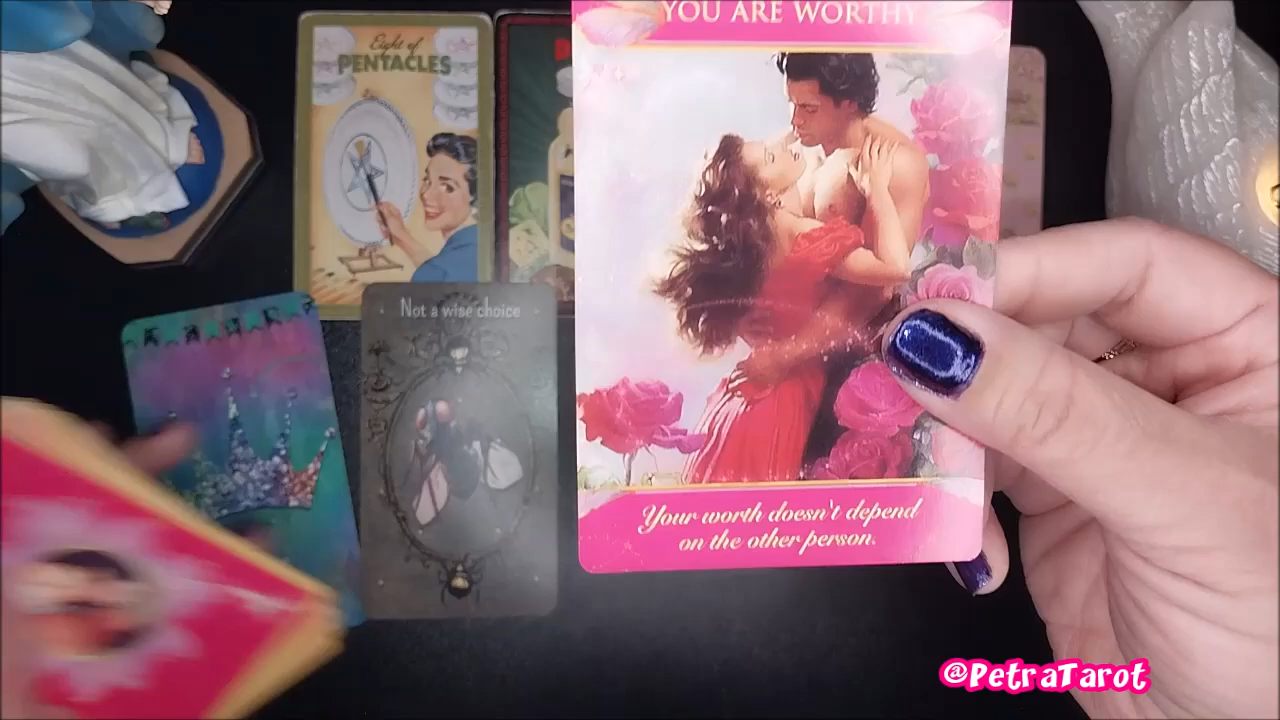 YOU ARE WORTHY
Eight of
PENTACLES
Not a wise choice
Your worth doesn't depend
on the other person.
@PetraTarot